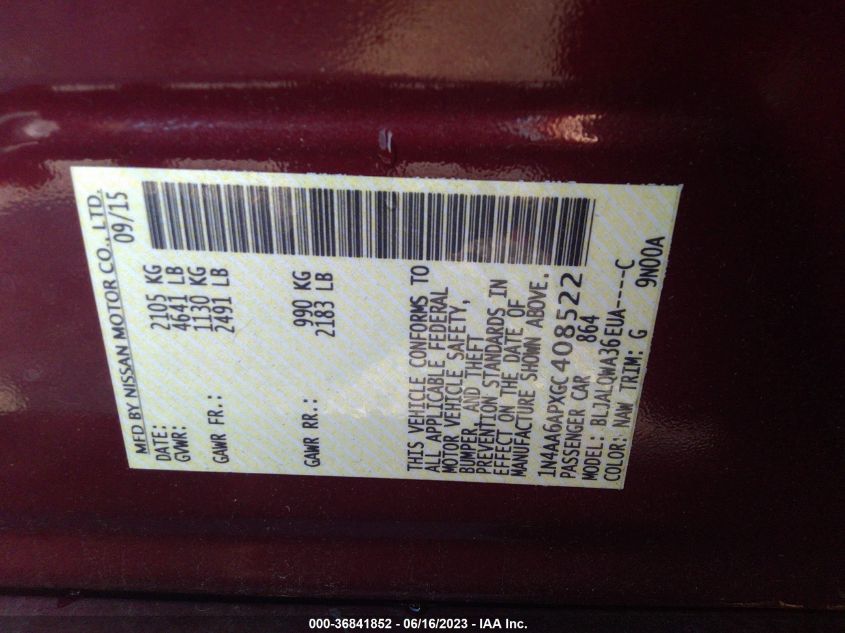 MFD BY NISSAN MOTOR CO., LTD.
DATE: 09/15
GVWR: 2105 KG
4641 LB
GAWR FR.: 1130 KG
2491 LB
GAWR RR.: 990 KG
2183 LB
THIS VEHICLE CONFORMS TO
ALL APPLICABLE FEDERAL
MOTOR VEHICLE SAFETY,
BUMPER, AND THEFT
PREVENTION STANDARDS IN
EFFECT ON THE DATE OF
MANUFACTURE SHOWN ABOVE.
1N4AA6APXGC408522
PASSENGER CAR 864
MODEL: BLJALQWA36EUA-----C
COLOR: NAW TRIM: G 9N00A
000-36841852 - 06/16/2023 - IAA Inc.